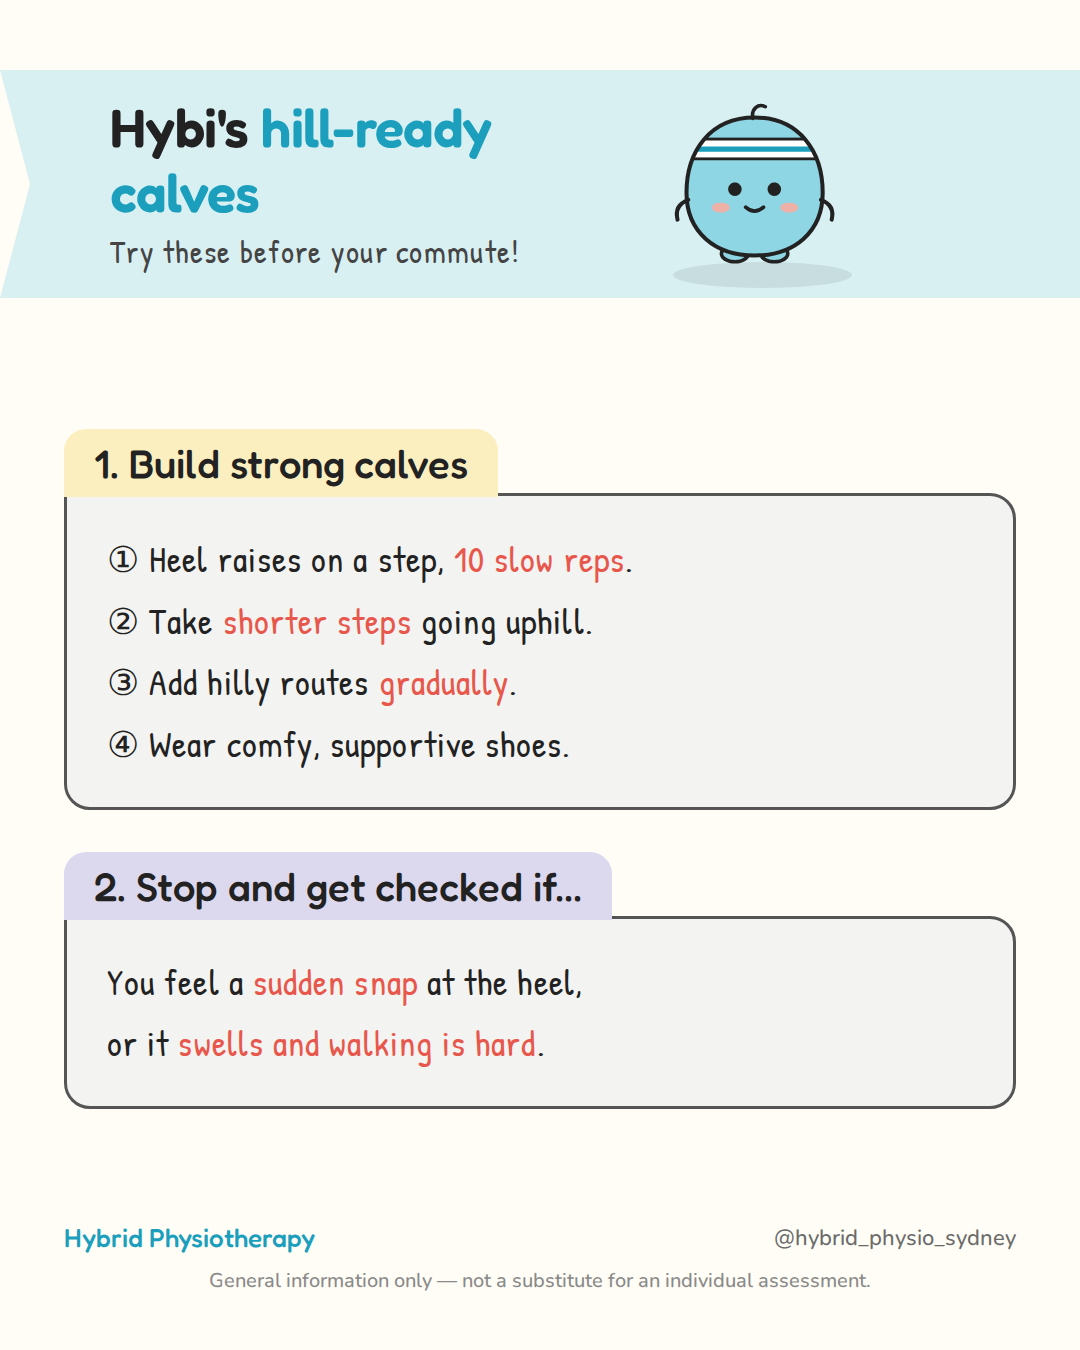 Hybi's hill-ready
calves
Try these before your commute!
1. Build strong calves
① Heel raises on a step, 10 slow reps.
② Take shorter steps going uphill.
③ Add hilly routes gradually.
④ Wear comfy, supportive shoes.
2. Stop and get checked if...
You feel a sudden snap at the heel,
or it swells and walking is hard.
Hybrid Physiotherapy
@hybrid_physio_sydney
General information only — not a substitute for an individual assessment.